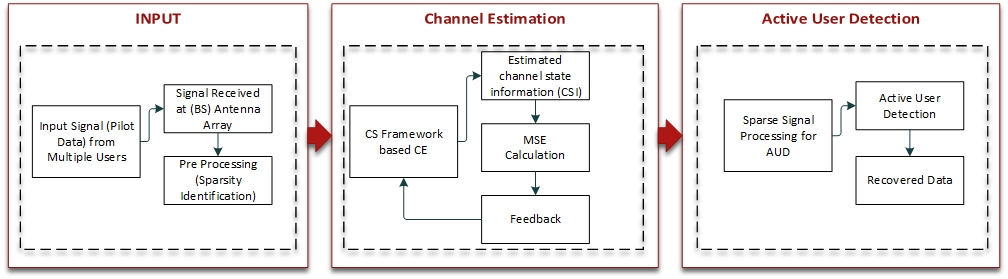 INPUT
Input Signal (Pilot
Data) from
Multiple Users
Signal Received
at (BS) Antenna
Array
Pre Processing
(Sparsity
Identification)
Channel Estimation
CS Framework
based CE
Estimated
channel state
information (CSI)
MSE
Calculation
Feedback
Active User Detection
Sparse Signal
Processing for
AUD
Active User
Detection
Recovered Data